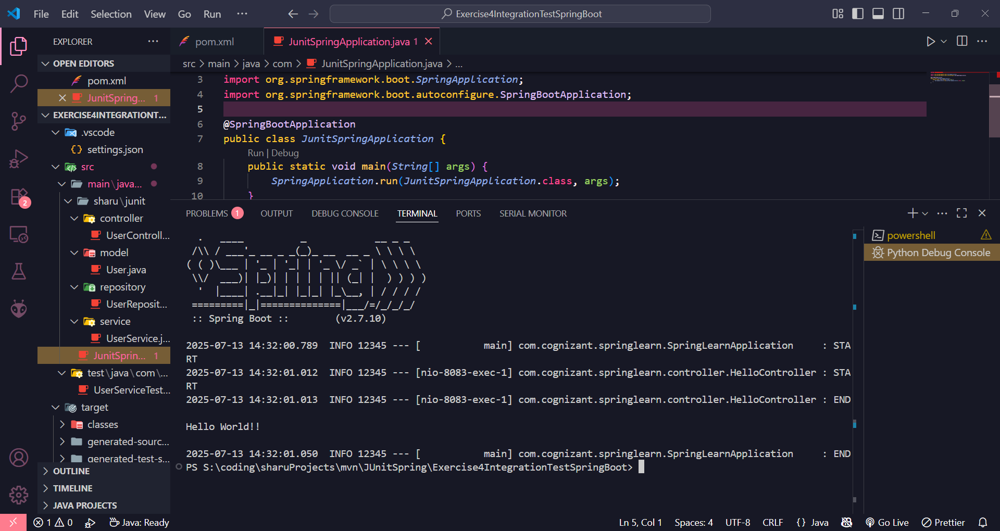 File Edit Selection View Go Run ··· Exercise4IntegrationTestSpringBoot
EXPLORER ···
OPEN EDITORS
pom.xml
JunitSpring... 1
EXERCISE4INTEGRATIONT...
.vscode
{} settings.json
src
main\java...
sharu\junit
controller
UserControll...
model
User.java
repository
UserReposit...
service
UserService.j...
JunitSprin... 1
test\java\com\...
UserServiceTest...
target
classes
generated-sourc...
generated-test-s...
OUTLINE
TIMELINE
JAVA PROJECTS
2
pom.xml JunitSpringApplication.java 1
src > main > java > com > JunitSpringApplication.java > ...
3 import org.springframework.boot.SpringApplication;
4 import org.springframework.boot.autoconfigure.SpringBootApplication;
5
6 @SpringBootApplication
7 public class JunitSpringApplication {
Run | Debug
8 public static void main(String[] args) {
9 SpringApplication.run(JunitSpringApplication.class, args);
10 }
PROBLEMS 1 OUTPUT DEBUG CONSOLE TERMINAL PORTS SERIAL MONITOR
  .   ____          _            __ _ _
 /\\ / ___'_ __ _ _(_)_ __  __ _ \ \ \ \
( ( )\___ | '_ | '_| | '_ \/ _` | \ \ \ \
 \\/  ___)| |_)| | | | | || (_| |  ) ) ) )
  '  |____| .__|_| |_|_| |_\__, | / / / /
 =========|_|==============|___/=/_/_/_/
 :: Spring Boot ::        (v2.7.10)
2025-07-13 14:32:00.789  INFO 12345 --- [           main] com.cognizant.springlearn.SpringLearnApplication     : STA
RT
2025-07-13 14:32:01.012  INFO 12345 --- [nio-8083-exec-1] com.cognizant.springlearn.controller.HelloController : STA
RT
2025-07-13 14:32:01.013  INFO 12345 --- [nio-8083-exec-1] com.cognizant.springlearn.controller.HelloController : END
Hello World!!
2025-07-13 14:32:01.050  INFO 12345 --- [           main] com.cognizant.springlearn.SpringLearnApplication     : END
PS S:\coding\sharuProjects\mvn\JUnitSpring\Exercise4IntegrationTestSpringBoot>
powershell
Python Debug Console
1 0 Java: Ready Ln 5, Col 1 Spaces: 4 UTF-8 CRLF {} Java Go Live Prettier